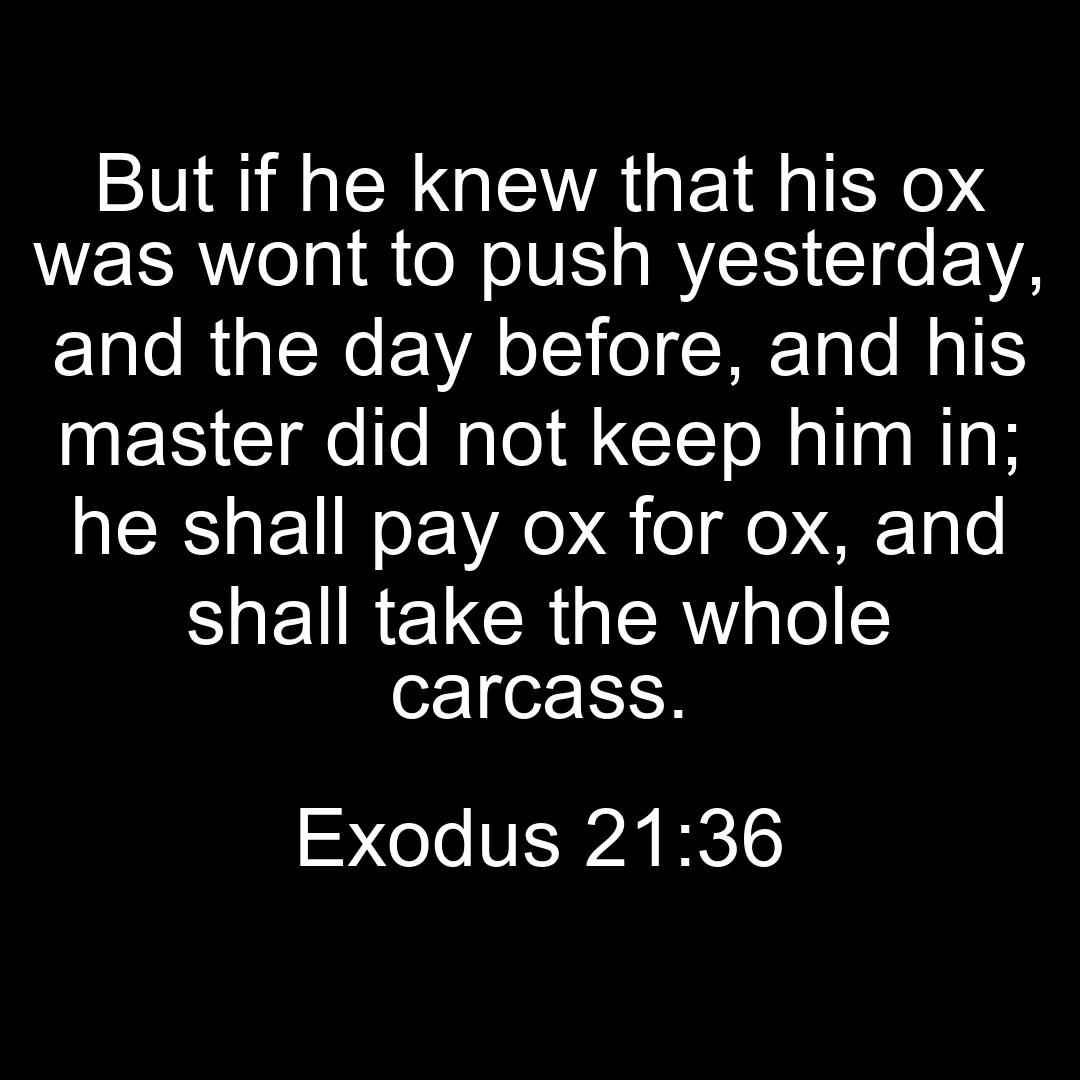 But if he knew that his ox
was wont to push yesterday,
and the day before, and his
master did not keep him in;
he shall pay ox for ox, and
shall take the whole
carcass.
Exodus 21:36